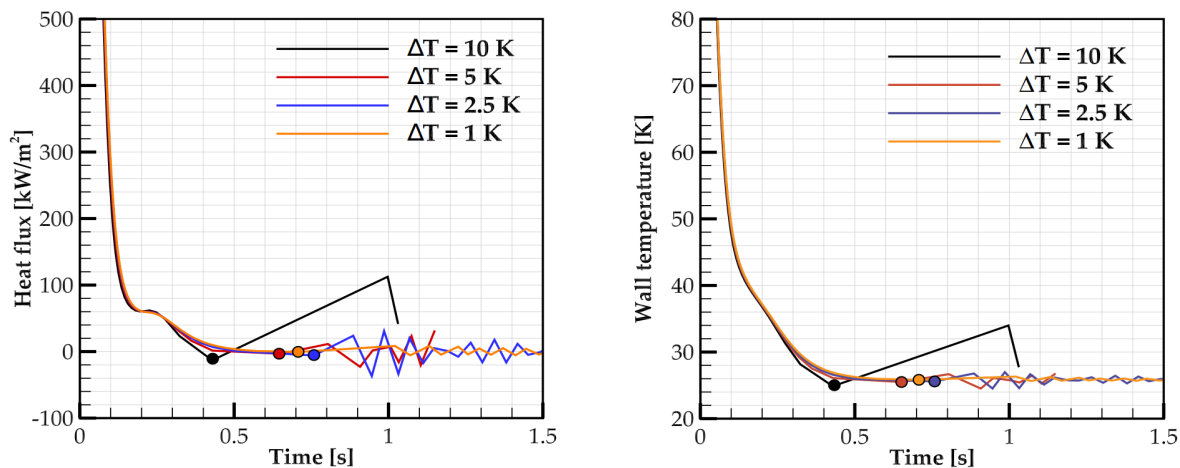 500
400
300
200
100
0
-100
0
0.5
1
1.5
Heat flux [kW/m²]
Time [s]
ΔT = 10 K
ΔT = 5 K
ΔT = 2.5 K
ΔT = 1 K
80
70
60
50
40
30
20
0
0.5
1
1.5
Wall temperature [K]
Time [s]
ΔT = 10 K
ΔT = 5 K
ΔT = 2.5 K
ΔT = 1 K